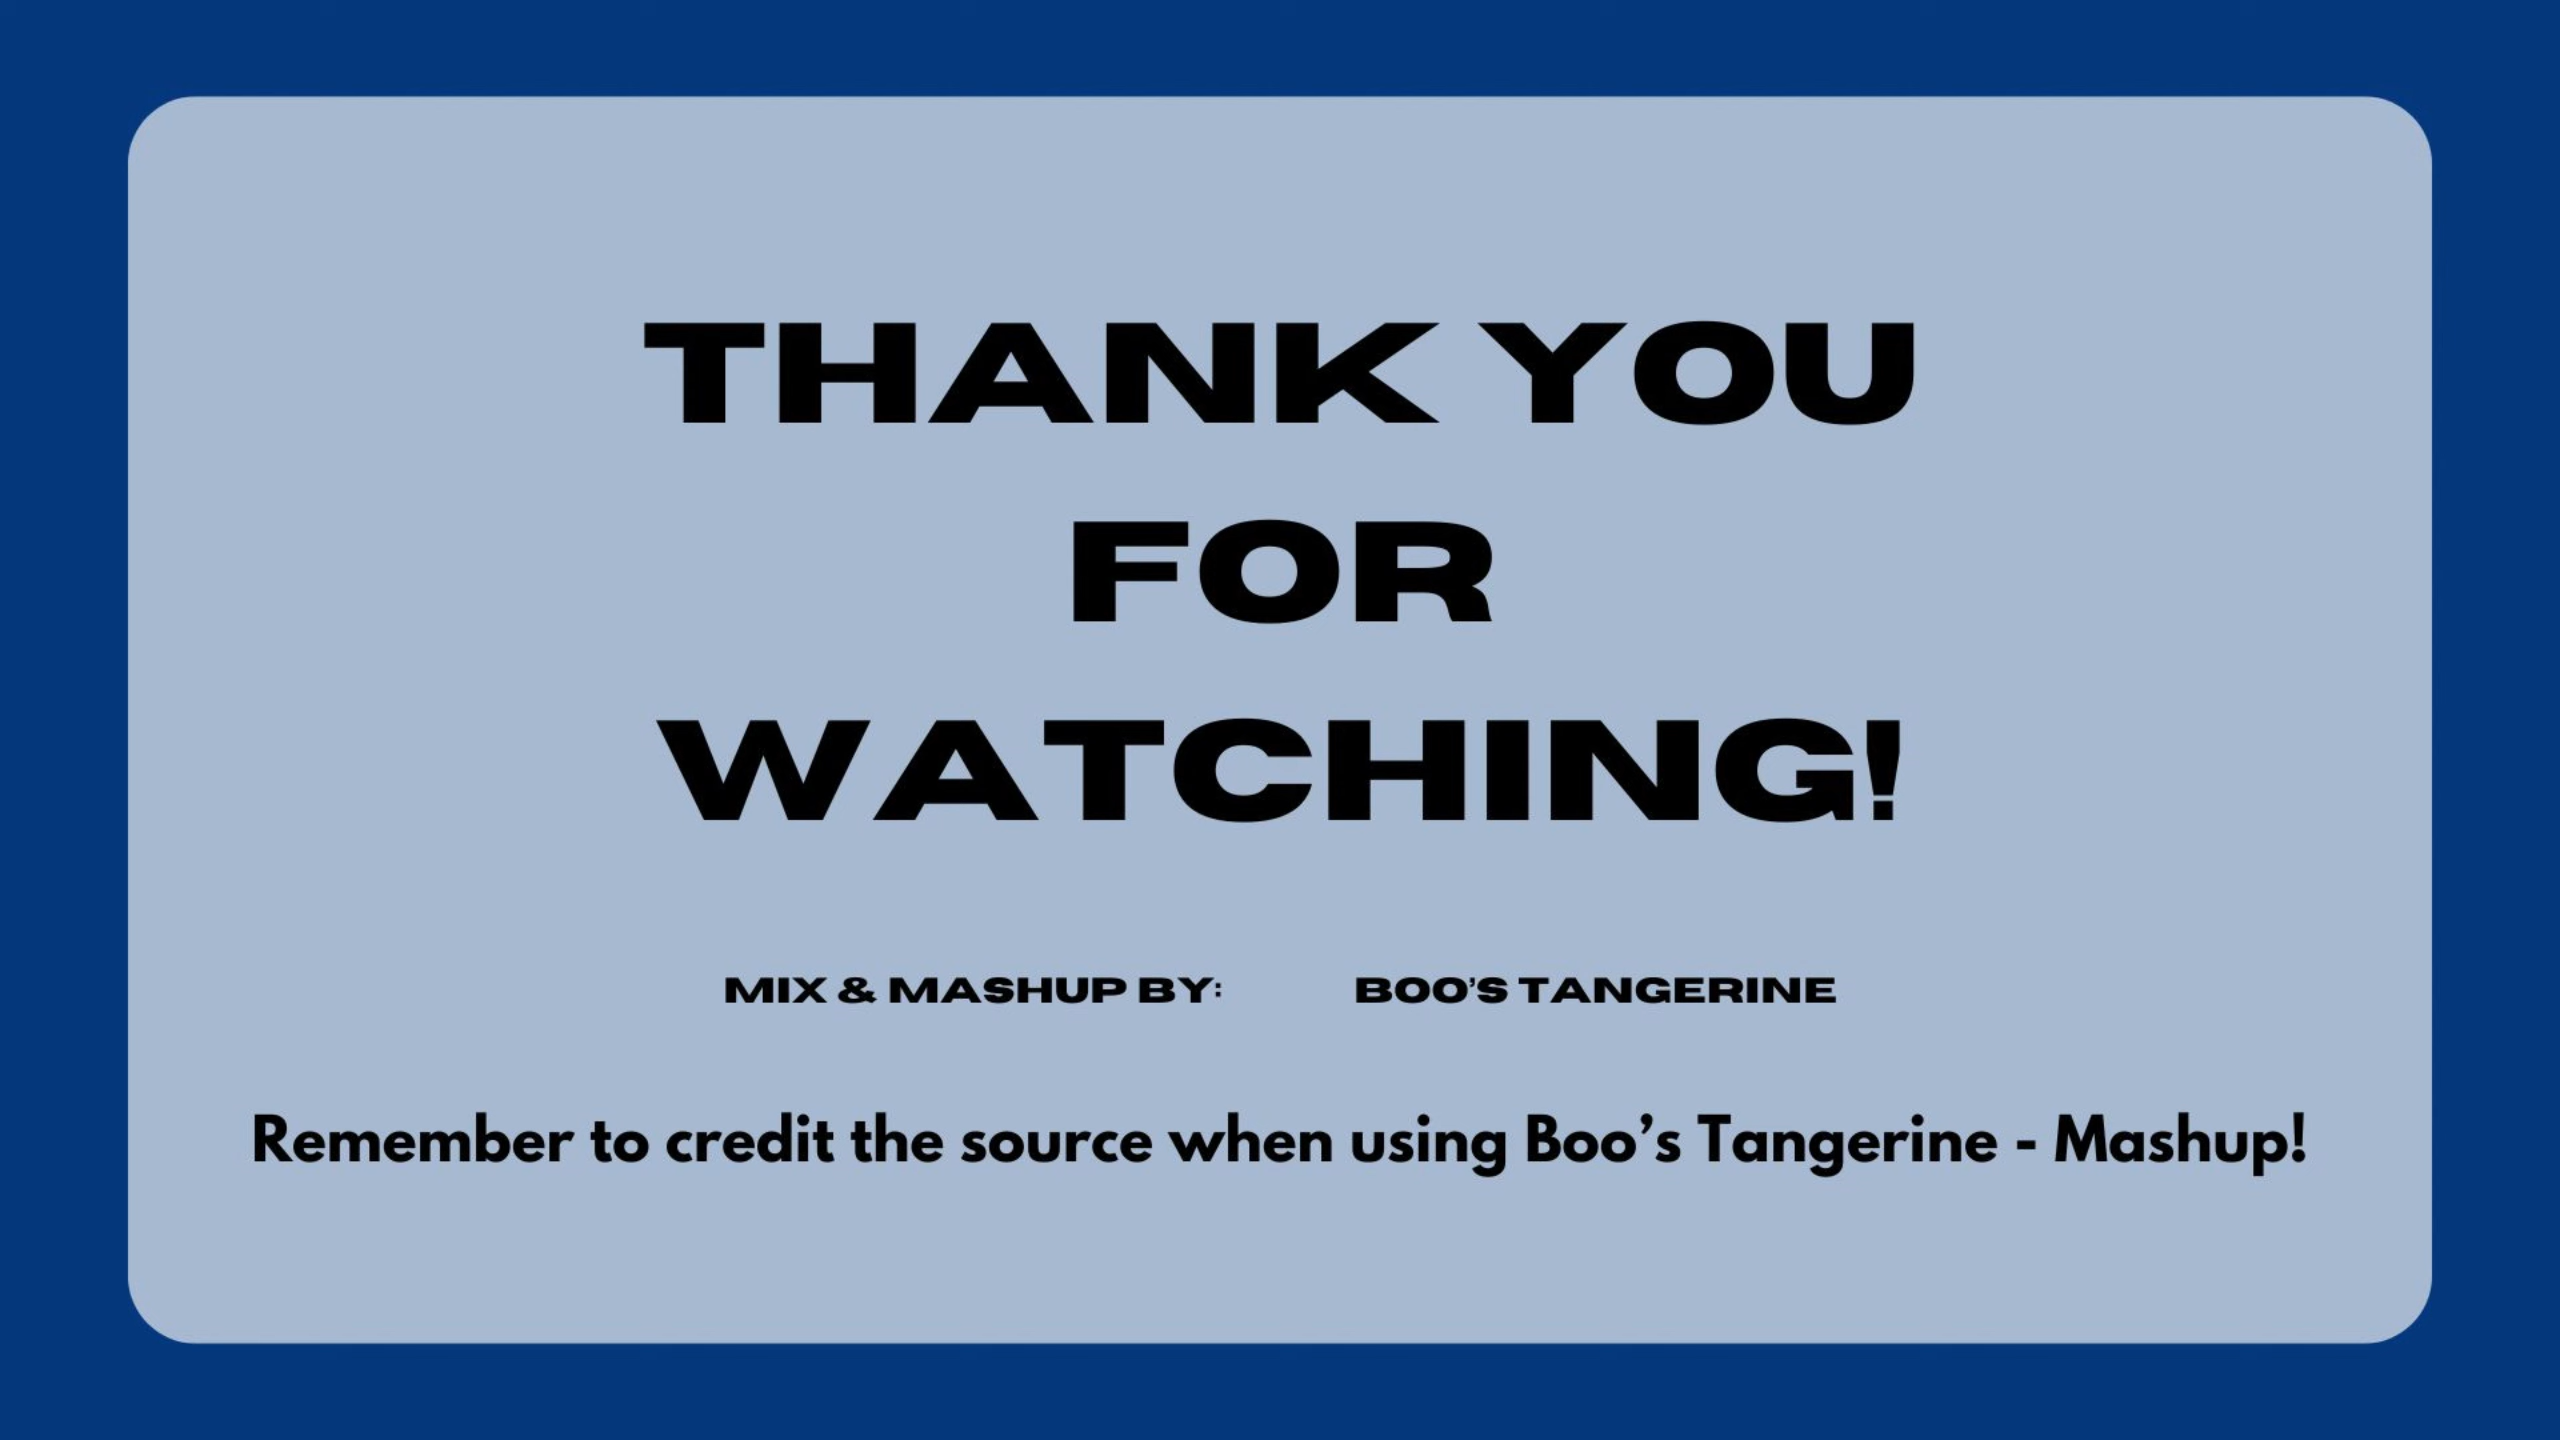 THANK YOU
FOR
WATCHING!
MIX & MASHUP BY: BOO'S TANGERINE
Remember to credit the source when using Boo’s Tangerine - Mashup!